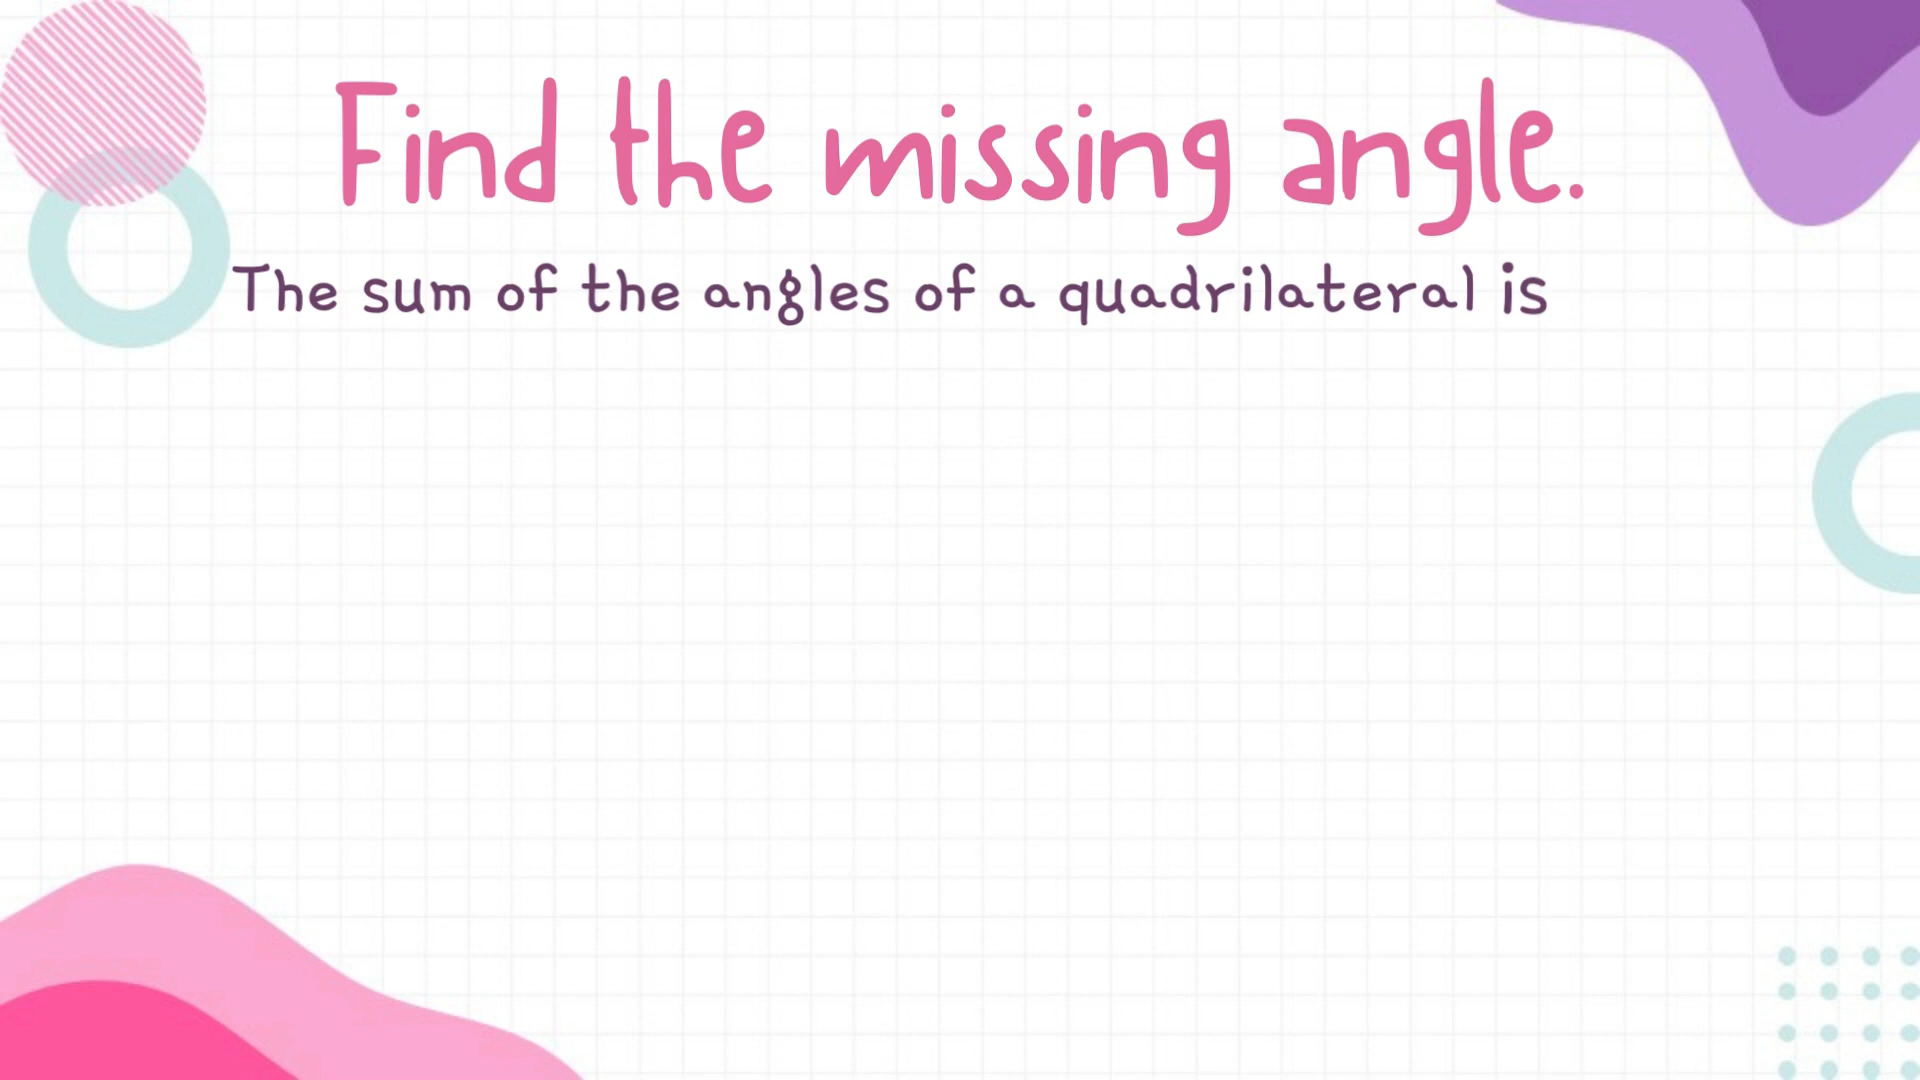 Find the missing angle.
The sum of the angles of a quadrilateral is